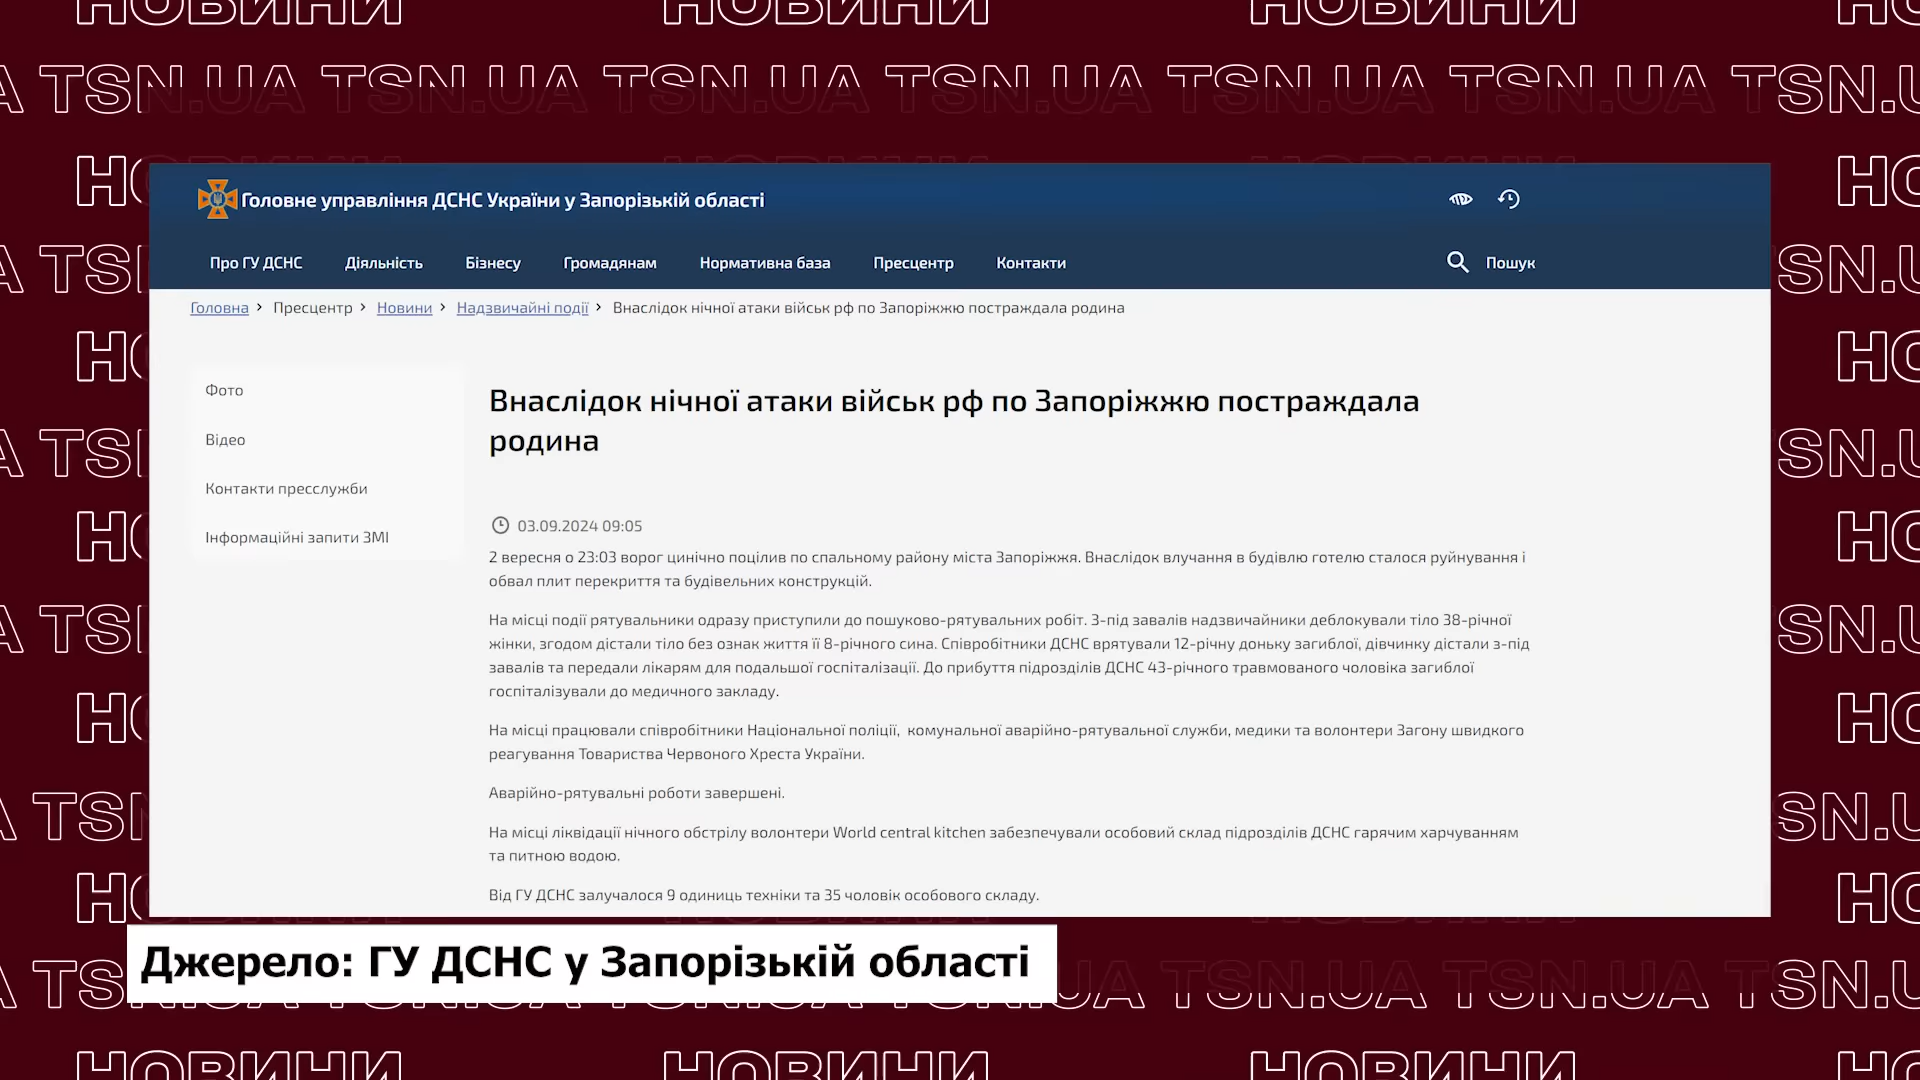 НОВИНИ НОВИНИ НОВИНИ
TSN.UA TSN.UA TSN.UA TSN.UA TSN.UA TSN.UA
Головне управління ДСНС України у Запорізькій області
Про ГУ ДСНС Діяльність Бізнесу Громадянам Нормативна база Пресцентр Контакти Пошук
Головна > Пресцентр > Новини > Надзвичайні події > Внаслідок нічної атаки військ рф по Запоріжжю постраждала родина
Фото
Відео
Контакти пресслужби
Інформаційні запити ЗМІ
Внаслідок нічної атаки військ рф по Запоріжжю постраждала
родина
03.09.2024 09:05
2 вересня о 23:03 ворог цинічно поцілив по спальному району міста Запоріжжя. Внаслідок влучання в будівлю готелю сталося руйнування і
обвал плит перекриття та будівельних конструкцій.
На місці події рятувальники одразу приступили до пошуково-рятувальних робіт. З-під завалів надзвичайники деблокували тіло 38-річної
жінки, згодом дістали тіло без ознак життя її 8-річного сина. Співробітники ДСНС врятували 12-річну доньку загиблої, дівчинку дістали з-під
завалів та передали лікарям для подальшої госпіталізації. До прибуття підрозділів ДСНС 43-річного травмованого чоловіка загиблої
госпіталізували до медичного закладу.
На місці працювали співробітники Національної поліції, комунальної аварійно-рятувальної служби, медики та волонтери Загону швидкого
реагування Товариства Червоного Хреста України.
Аварійно-рятувальні роботи завершені.
На місці ліквідації нічного обстрілу волонтери World central kitchen забезпечували особовий склад підрозділів ДСНС гарячим харчуванням
та питною водою.
Від ГУ ДСНС залучалося 9 одиниць техніки та 35 чоловік особового складу.
Джерело: ГУ ДСНС у Запорізькій області
TSN.UA TSN.UA
НОВИНИ НОВИНИ НОВИНИ